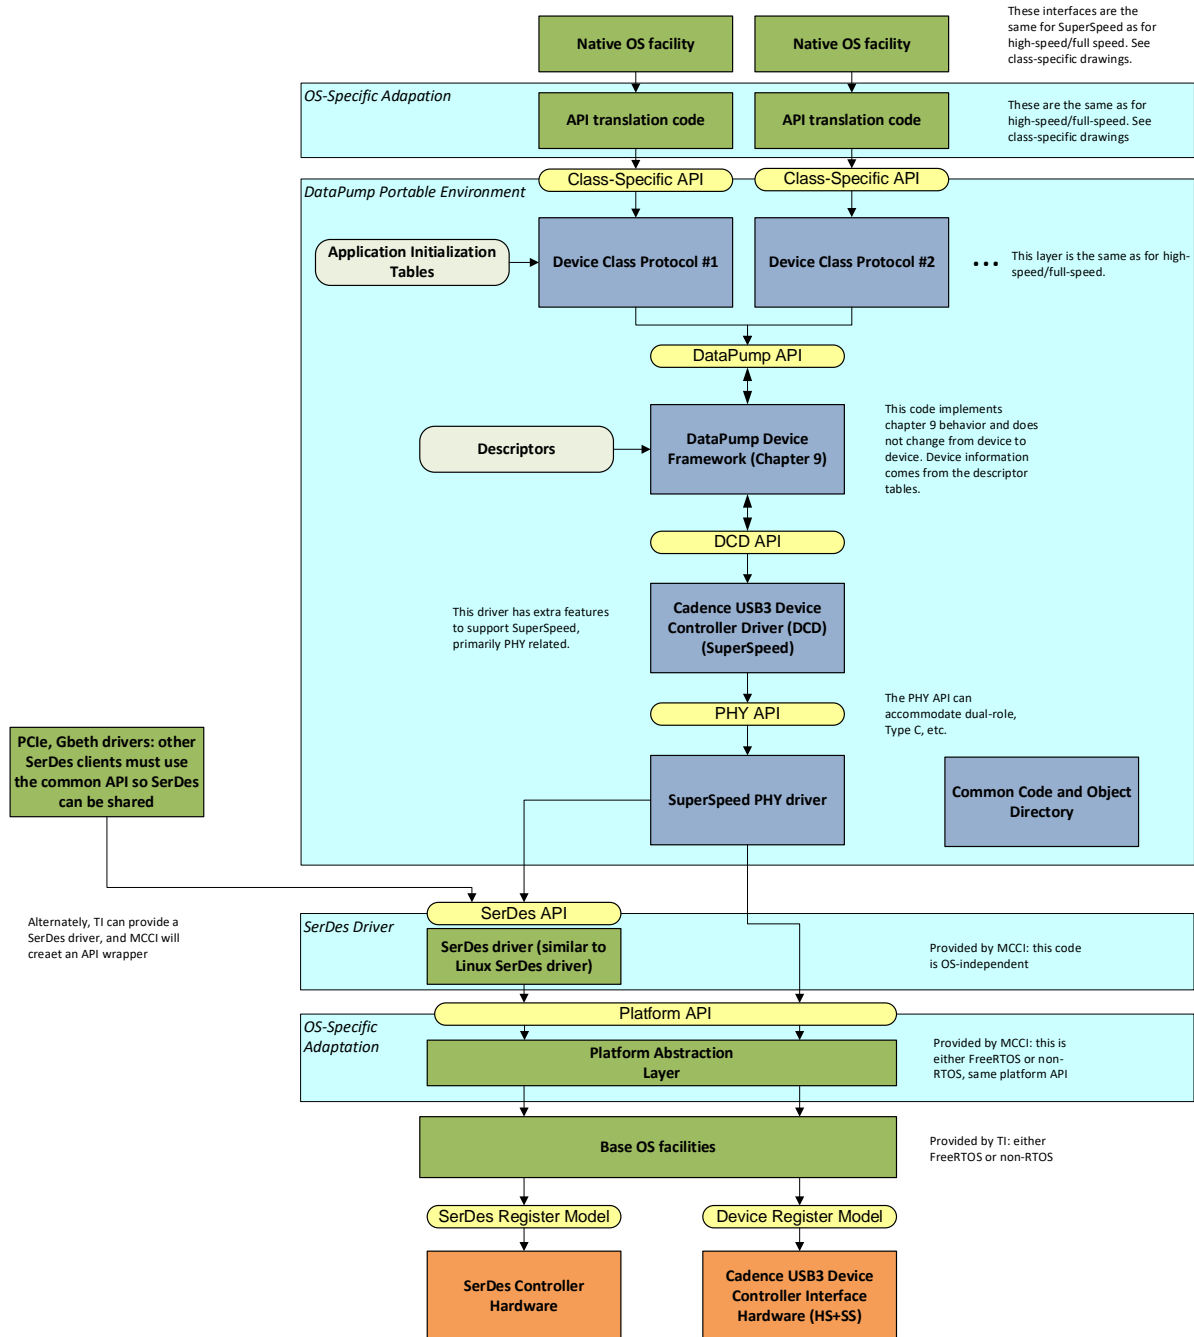 These interfaces are the
same for SuperSpeed as for
high-speed/full speed. See
class-specific drawings.
Native OS facility
Native OS facility
OS-Specific Adapation
API translation code
API translation code
These are the same as for
high-speed/full-speed. See
class-specific drawings
Class-Specific API
Class-Specific API
DataPump Portable Environment
Application Initialization
Tables
Device Class Protocol #1
Device Class Protocol #2
...
This layer is the same as for high-
speed/full-speed.
DataPump API
Descriptors
DataPump Device
Framework (Chapter 9)
This code implements
chapter 9 behavior and does
not change from device to
device. Device information
comes from the descriptor
tables.
DCD API
This driver has extra features
to support SuperSpeed,
primarily PHY related.
Cadence USB3 Device
Controller Driver (DCD)
(SuperSpeed)
PHY API
The PHY API can
accommodate dual-role,
Type C, etc.
PCIe, Gbeth drivers: other
SerDes clients must use
the common API so SerDes
can be shared
SuperSpeed PHY driver
Common Code and Object
Directory
Alternately, TI can provide a
SerDes driver, and MCCI will
creaet an API wrapper
SerDes API
SerDes Driver
SerDes driver (similar to
Linux SerDes driver)
Provided by MCCI: this code
is OS-independent
Platform API
OS-Specific
Adaptation
Platform Abstraction
Layer
Provided by MCCI: this is
either FreeRTOS or non-
RTOS, same platform API
Base OS facilities
Provided by TI: either
FreeRTOS or non-RTOS
SerDes Register Model
Device Register Model
SerDes Controller
Hardware
Cadence USB3 Device
Controller Interface
Hardware (HS+SS)